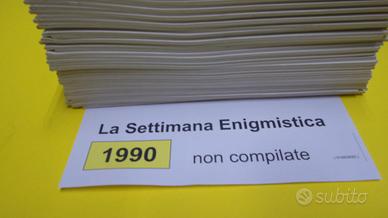 La Settimana Enigmistica
1990 non compilate
subito